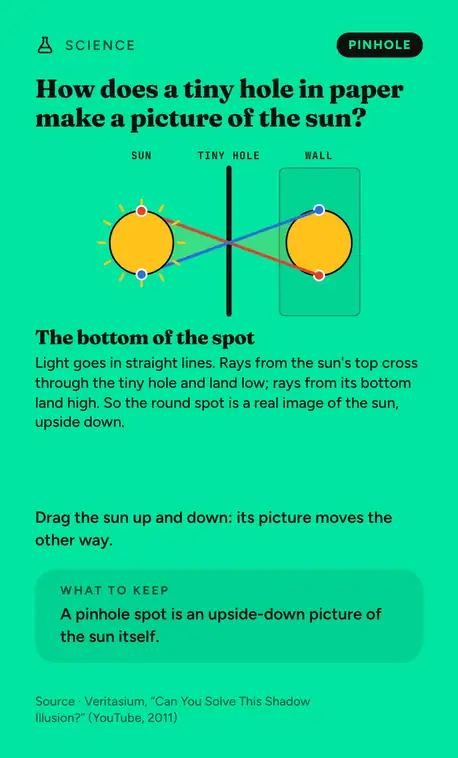 SCIENCE
PINHOLE
How does a tiny hole in paper
make a picture of the sun?
SUN TINY HOLE WALL
The bottom of the spot
Light goes in straight lines. Rays from the sun's top cross
through the tiny hole and land low; rays from its bottom
land high. So the round spot is a real image of the sun,
upside down.
Drag the sun up and down: its picture moves the
other way.
WHAT TO KEEP
A pinhole spot is an upside-down picture of
the sun itself.
Source · Veritasium, “Can You Solve This Shadow
Illusion?” (YouTube, 2011)